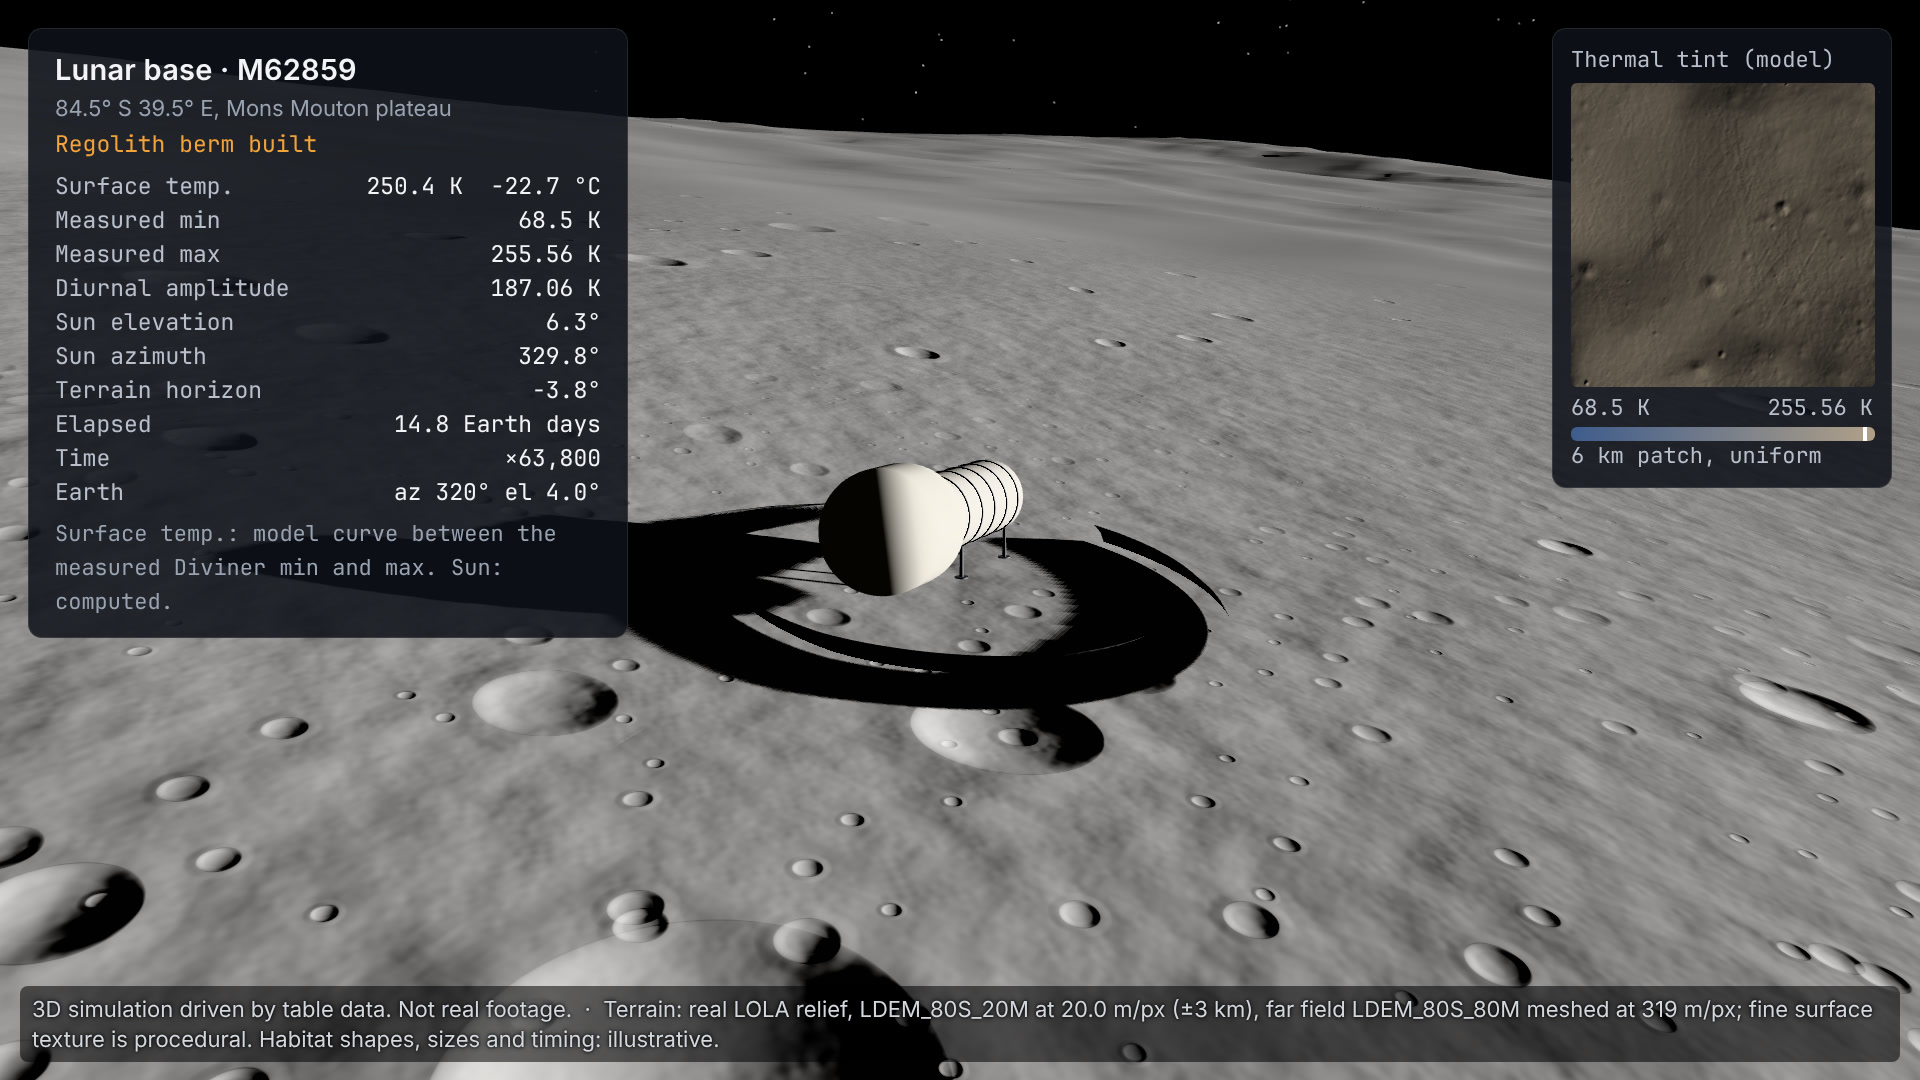 Lunar base · M62859
84.5° S 39.5° E, Mons Mouton plateau
Regolith berm built
Surface temp. 250.4 K -22.7 °C
Measured min 68.5 K
Measured max 255.56 K
Diurnal amplitude 187.06 K
Sun elevation 6.3°
Sun azimuth 329.8°
Terrain horizon -3.8°
Elapsed 14.8 Earth days
Time ×63,800
Earth az 320° el 4.0°
Surface temp.: model curve between the
measured Diviner min and max. Sun:
computed.
Thermal tint (model)
68.5 K 255.56 K
6 km patch, uniform
3D simulation driven by table data. Not real footage. · Terrain: real LOLA relief, LDEM_80S_20M at 20.0 m/px (±3 km), far field LDEM_80S_80M meshed at 319 m/px; fine surface
texture is procedural. Habitat shapes, sizes and timing: illustrative.